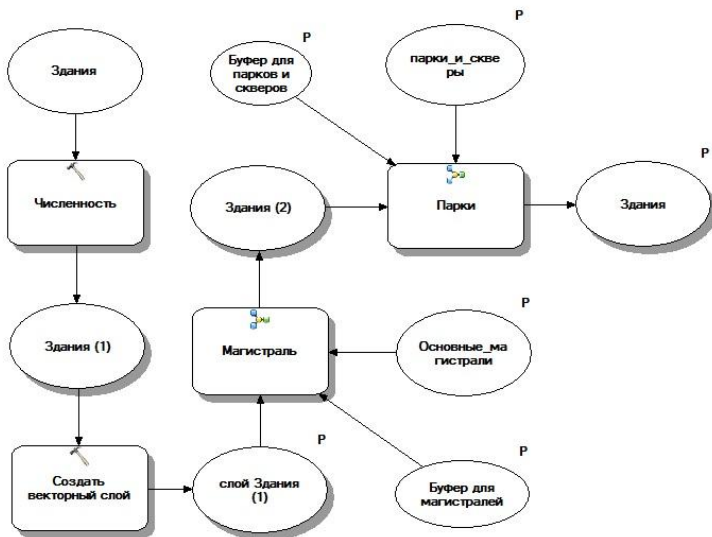 Здания
Численность
Здания (1)
Создать
векторный слой
P
слой Здания
(1)
Магистраль
Здания (2)
P
Основные_ма
гистрали
P
Буфер для
магистралей
P
Буфер для
парков и
скверов
P
парки_и_скве
ры
Парки
P
Здания